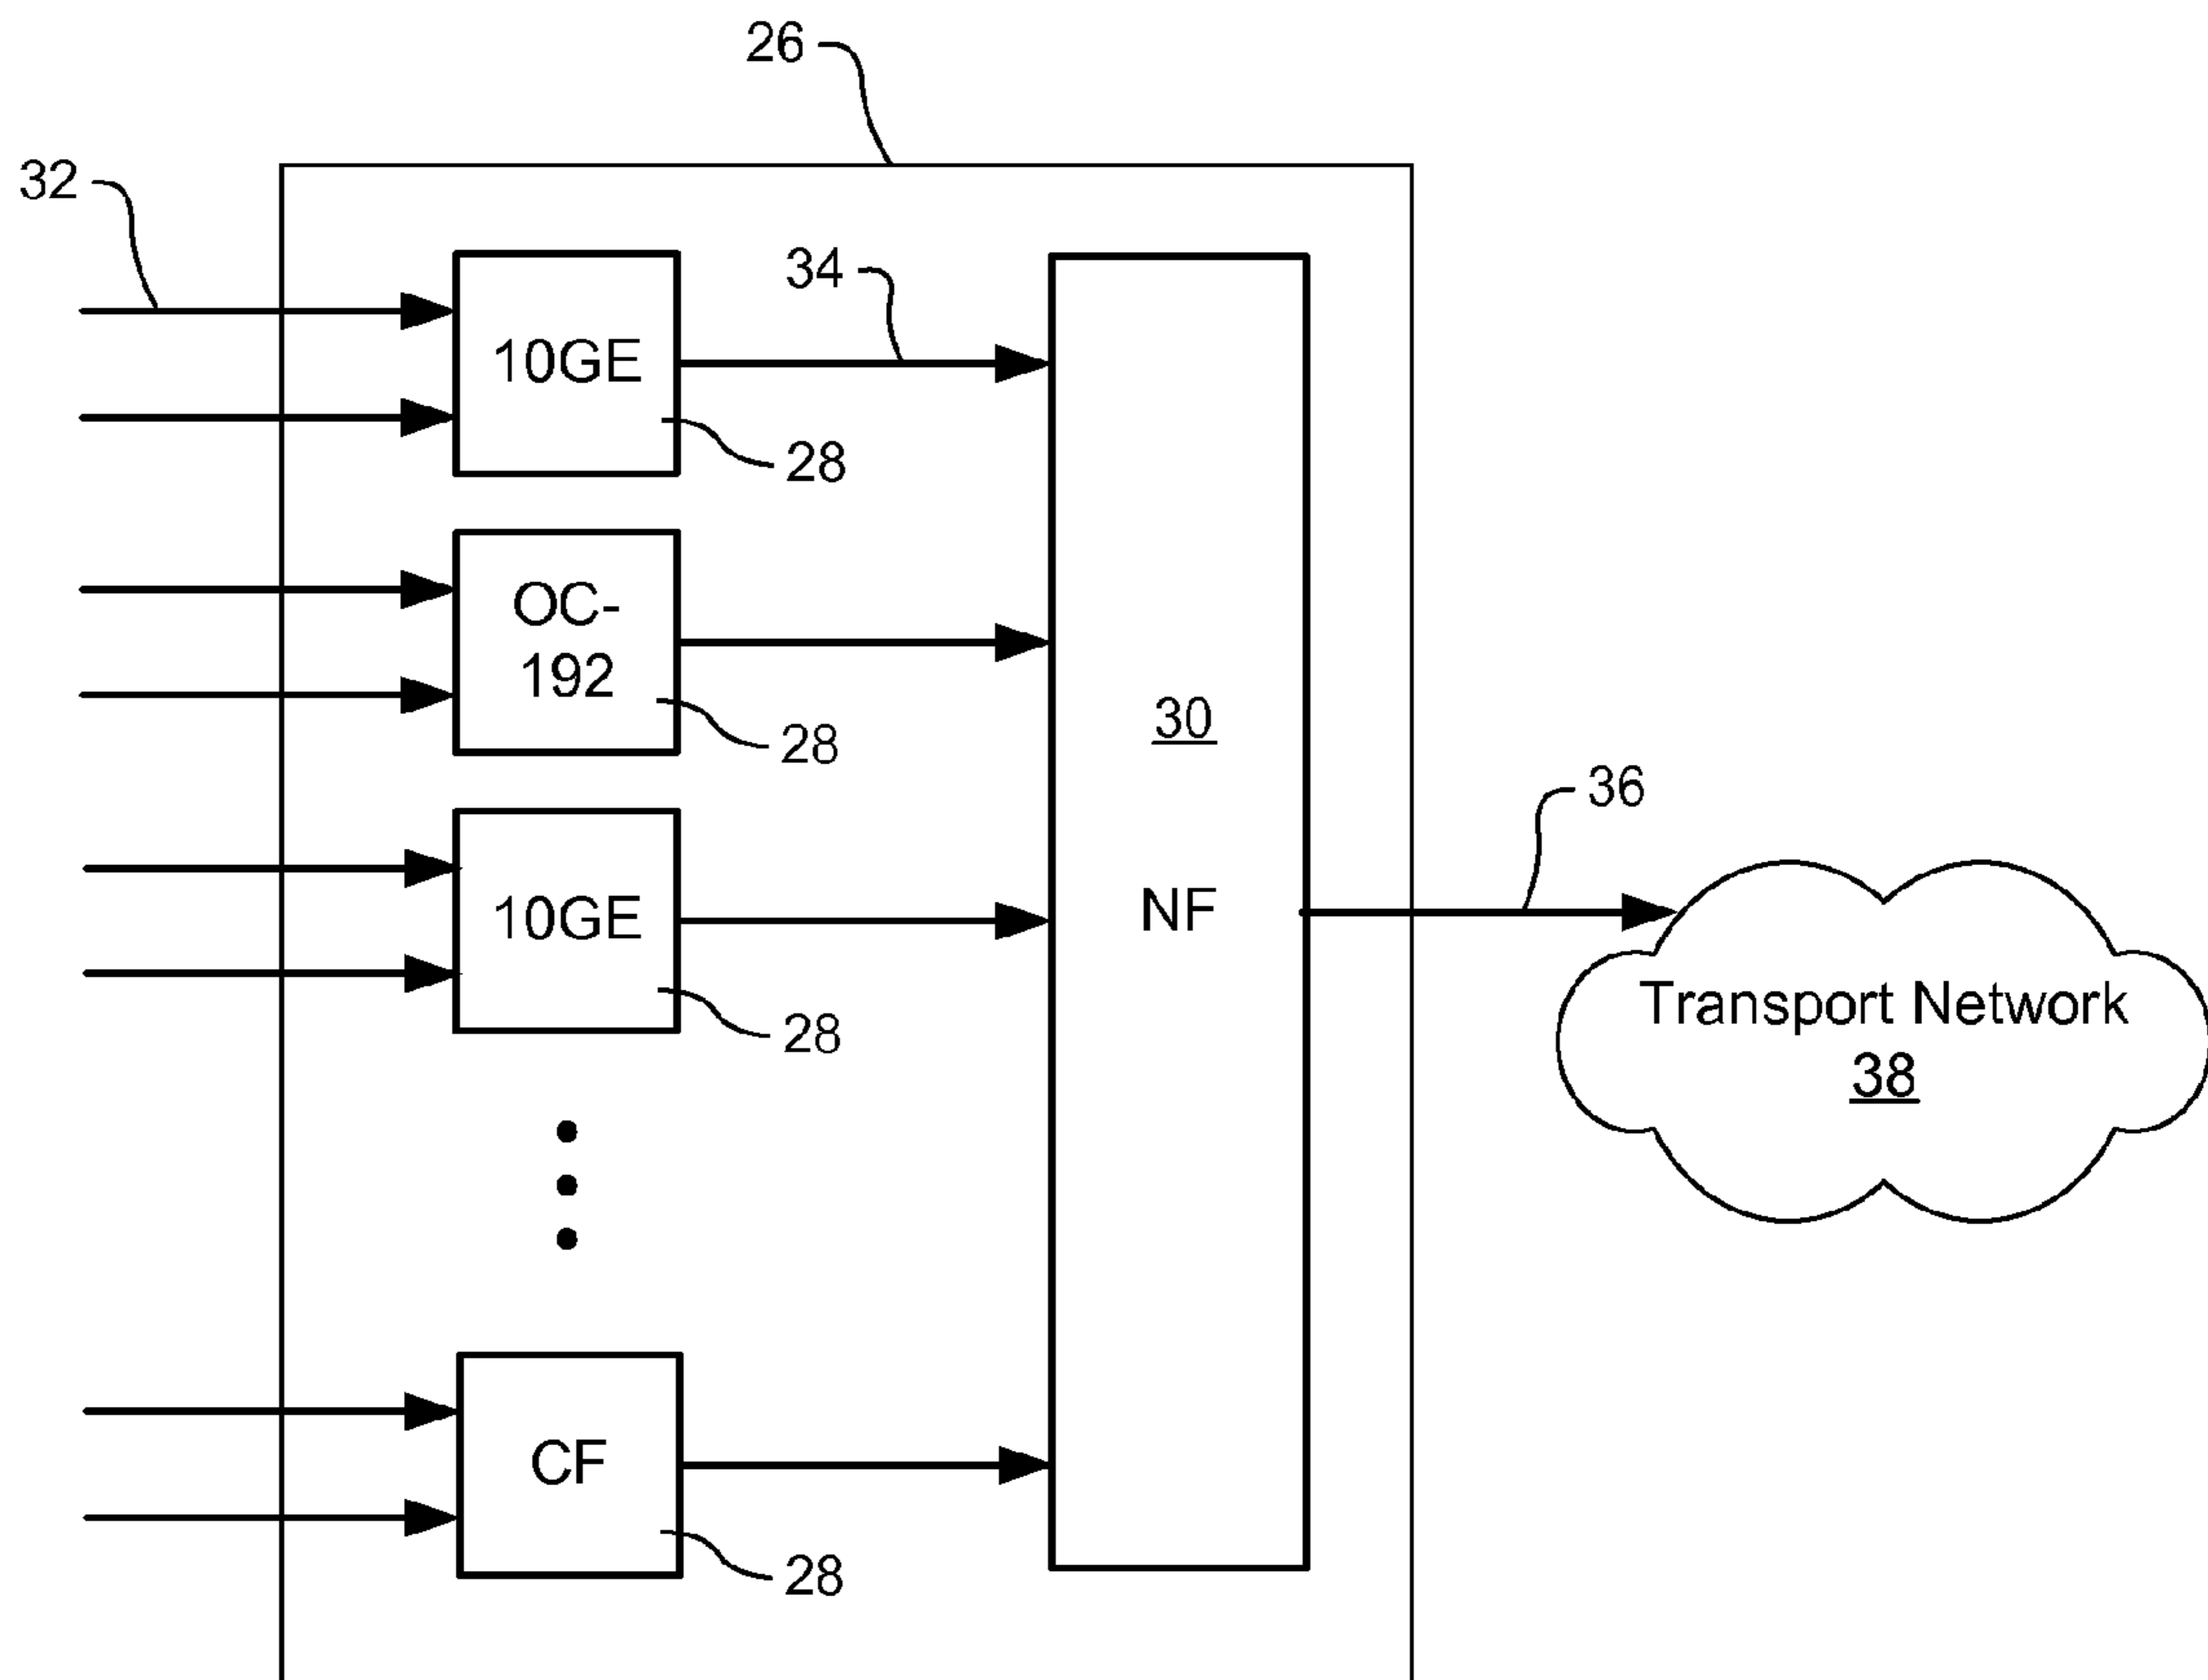 26
32
34
10GE
28
OC-
192
28
30
36
10GE
NF
28
Transport Network
38
CF
28